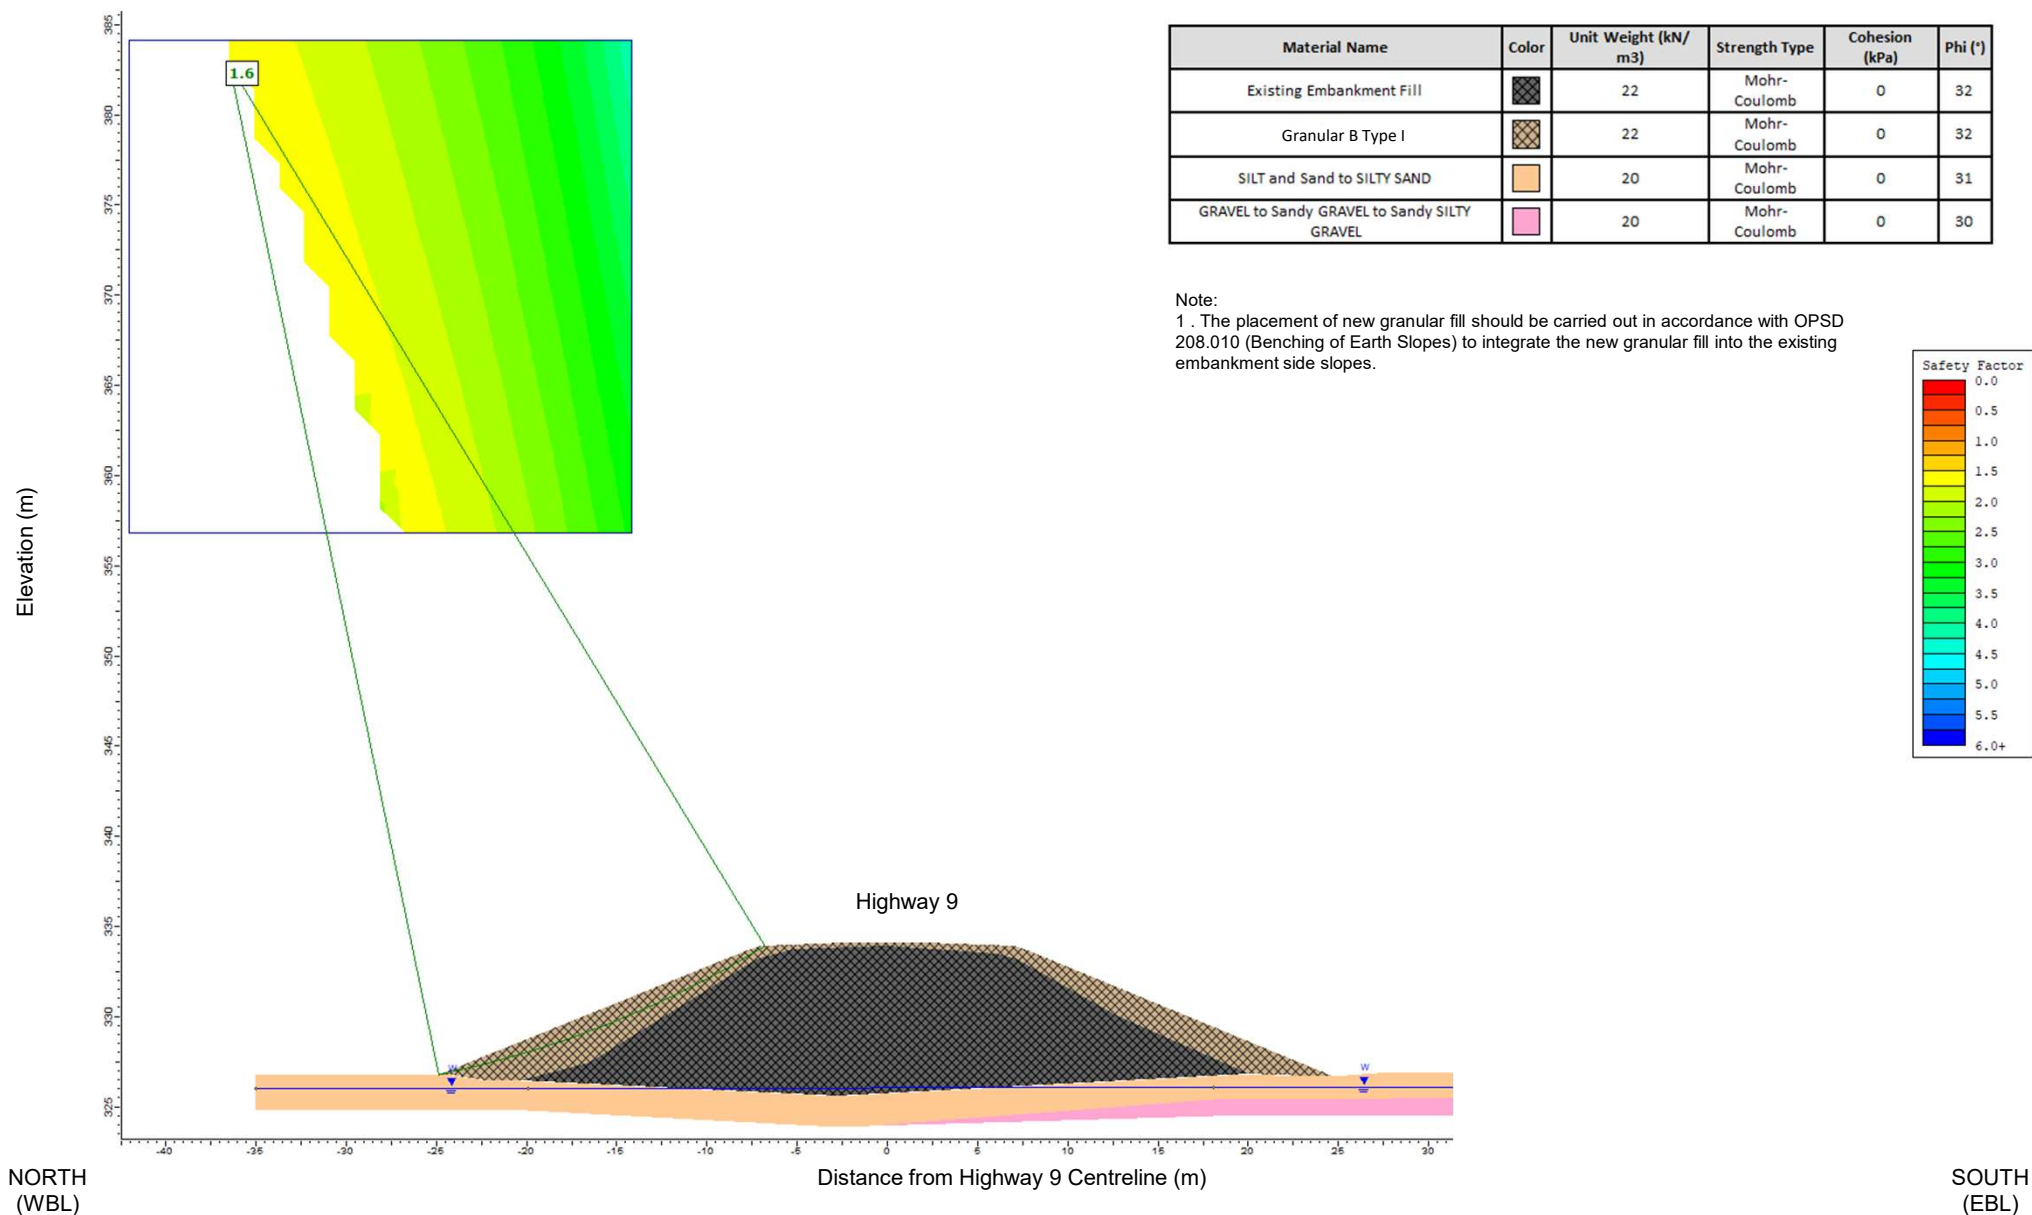 385
380
375
370
365
360
355
350
345
340
335
330
325
Elevation (m)
1.6
Material Name Color Unit Weight (kN/ m3) Strength Type Cohesion (kPa) Phi (°)
Existing Embankment Fill 22 Mohr-Coulomb 0 32
Granular B Type I 22 Mohr-Coulomb 0 32
SILT and Sand to SILTY SAND 20 Mohr-Coulomb 0 31
GRAVEL to Sandy GRAVEL to Sandy SILTY GRAVEL 20 Mohr-Coulomb 0 30
Note:
1 . The placement of new granular fill should be carried out in accordance with OPSD
208.010 (Benching of Earth Slopes) to integrate the new granular fill into the existing
embankment side slopes.
Safety Factor
0.0
0.5
1.0
1.5
2.0
2.5
3.0
3.5
4.0
4.5
5.0
5.5
6.0+
Highway 9
W
W
-40 -35 -30 -25 -20 -15 -10 -5 0 5 10 15 20 25 30
NORTH
(WBL)
Distance from Highway 9 Centreline (m)
SOUTH
(EBL)